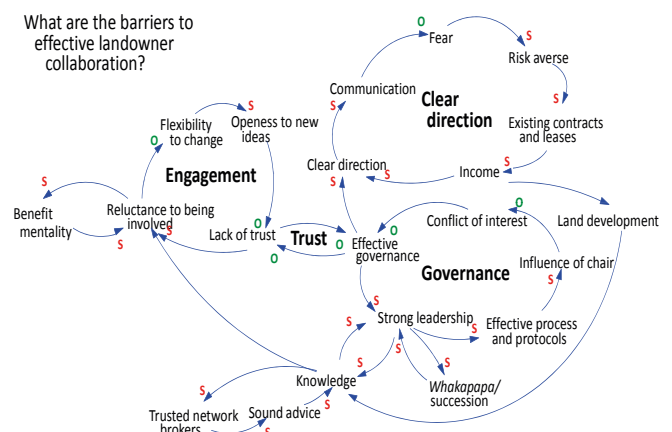 What are the barriers to
effective landowner
collaboration?
O
Fear
S
Risk averse
Communication
S
S
Clear
direction
Existing contracts
and leases
Flexibility
to change
S
Openess to new
ideas
O
Clear direction
S
S
S
Income
Engagement
S
Benefit
mentality
S
Reluctance to being
involved
S
O
Lack of trust
O
Trust
O
Effective
governance
O
Conflict of interest
O
Land development
Governance
Influence of chair
S
S
Strong leadership
S
S
Effective process
and protocols
S
S
S
Knowledge
S
Whakapapa/
succession
S
Trusted network
brokers
Sound advice
S
S